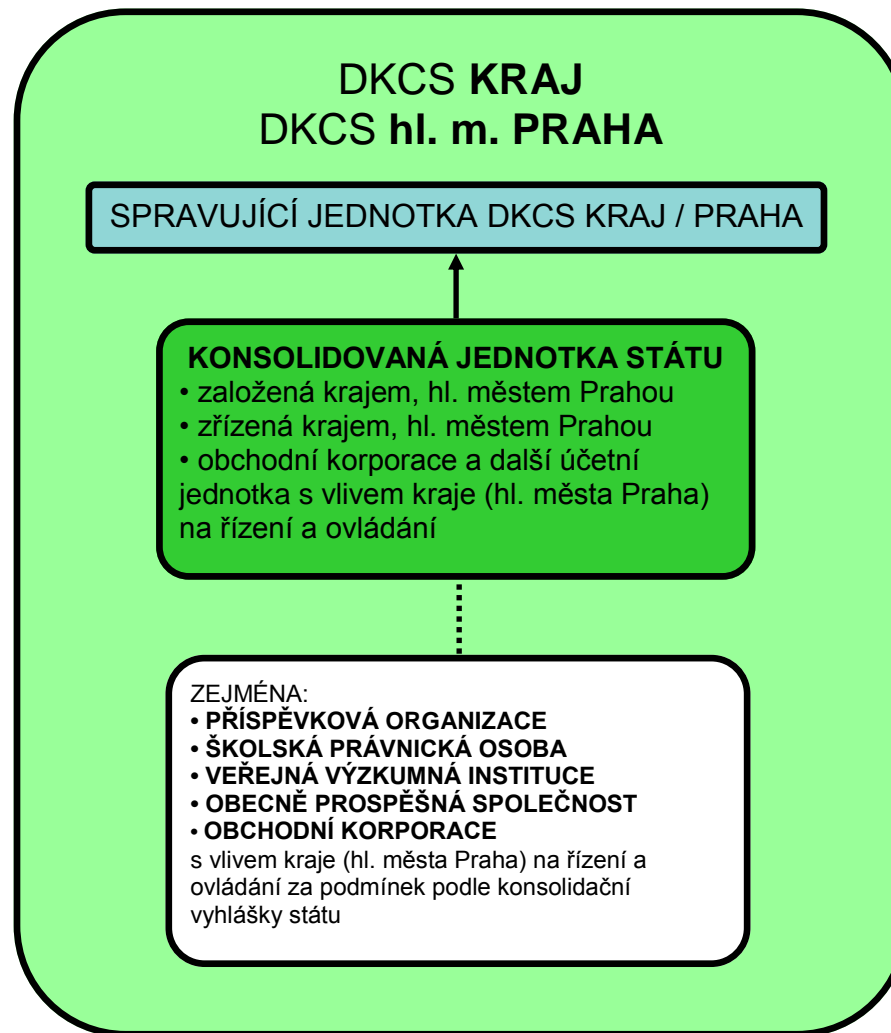 DKCS KRAJ
DKCS hl. m. PRAHA
SPRAVUJÍCÍ JEDNOTKA DKCS KRAJ / PRAHA
KONSOLIDOVANÁ JEDNOTKA STÁTU
• založená krajem, hl. městem Prahou
• zřízená krajem, hl. městem Prahou
• obchodní korporace a další účetní
jednotka s vlivem kraje (hl. města Praha)
na řízení a ovládání
ZEJMÉNA:
• PŘÍSPĚVKOVÁ ORGANIZACE
• ŠKOLSKÁ PRÁVNICKÁ OSOBA
• VEŘEJNÁ VÝZKUMNÁ INSTITUCE
• OBECNĚ PROSPĚŠNÁ SPOLEČNOST
• OBCHODNÍ KORPORACE
s vlivem kraje (hl. města Praha) na řízení a
ovládání za podmínek podle konsolidační
vyhlášky státu